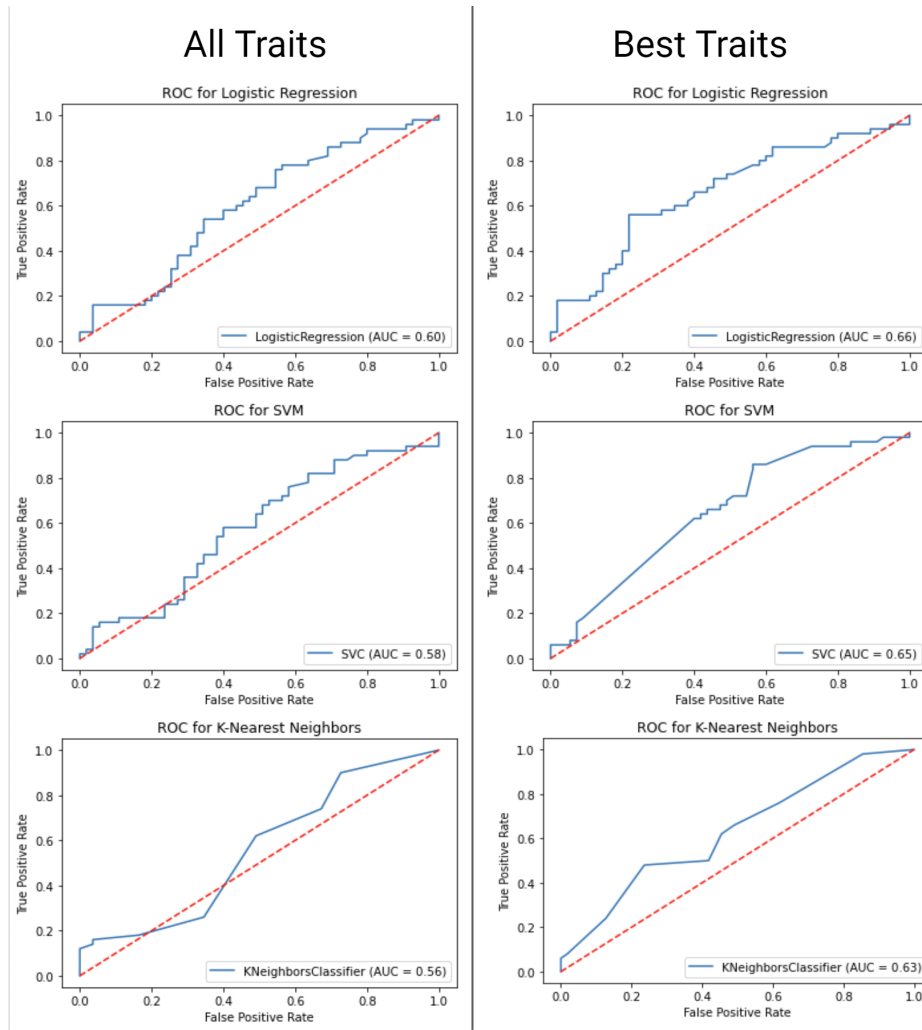 All Traits
Best Traits
ROC for Logistic Regression
True Positive Rate
1.0
0.8
0.6
0.4
0.2
0.0
LogisticRegression (AUC = 0.60)
0.0 0.2 0.4 0.6 0.8 1.0
False Positive Rate
ROC for Logistic Regression
True Positive Rate
1.0
0.8
0.6
0.4
0.2
0.0
LogisticRegression (AUC = 0.66)
0.0 0.2 0.4 0.6 0.8 1.0
False Positive Rate
ROC for SVM
True Positive Rate
1.0
0.8
0.6
0.4
0.2
0.0
SVC (AUC = 0.58)
0.0 0.2 0.4 0.6 0.8 1.0
False Positive Rate
ROC for SVM
True Positive Rate
1.0
0.8
0.6
0.4
0.2
0.0
SVC (AUC = 0.65)
0.0 0.2 0.4 0.6 0.8 1.0
False Positive Rate
ROC for K-Nearest Neighbors
True Positive Rate
1.0
0.8
0.6
0.4
0.2
0.0
KNeighborsClassifier (AUC = 0.56)
0.0 0.2 0.4 0.6 0.8 1.0
False Positive Rate
ROC for K-Nearest Neighbors
True Positive Rate
1.0
0.8
0.6
0.4
0.2
0.0
KNeighborsClassifier (AUC = 0.63)
0.0 0.2 0.4 0.6 0.8 1.0
False Positive Rate